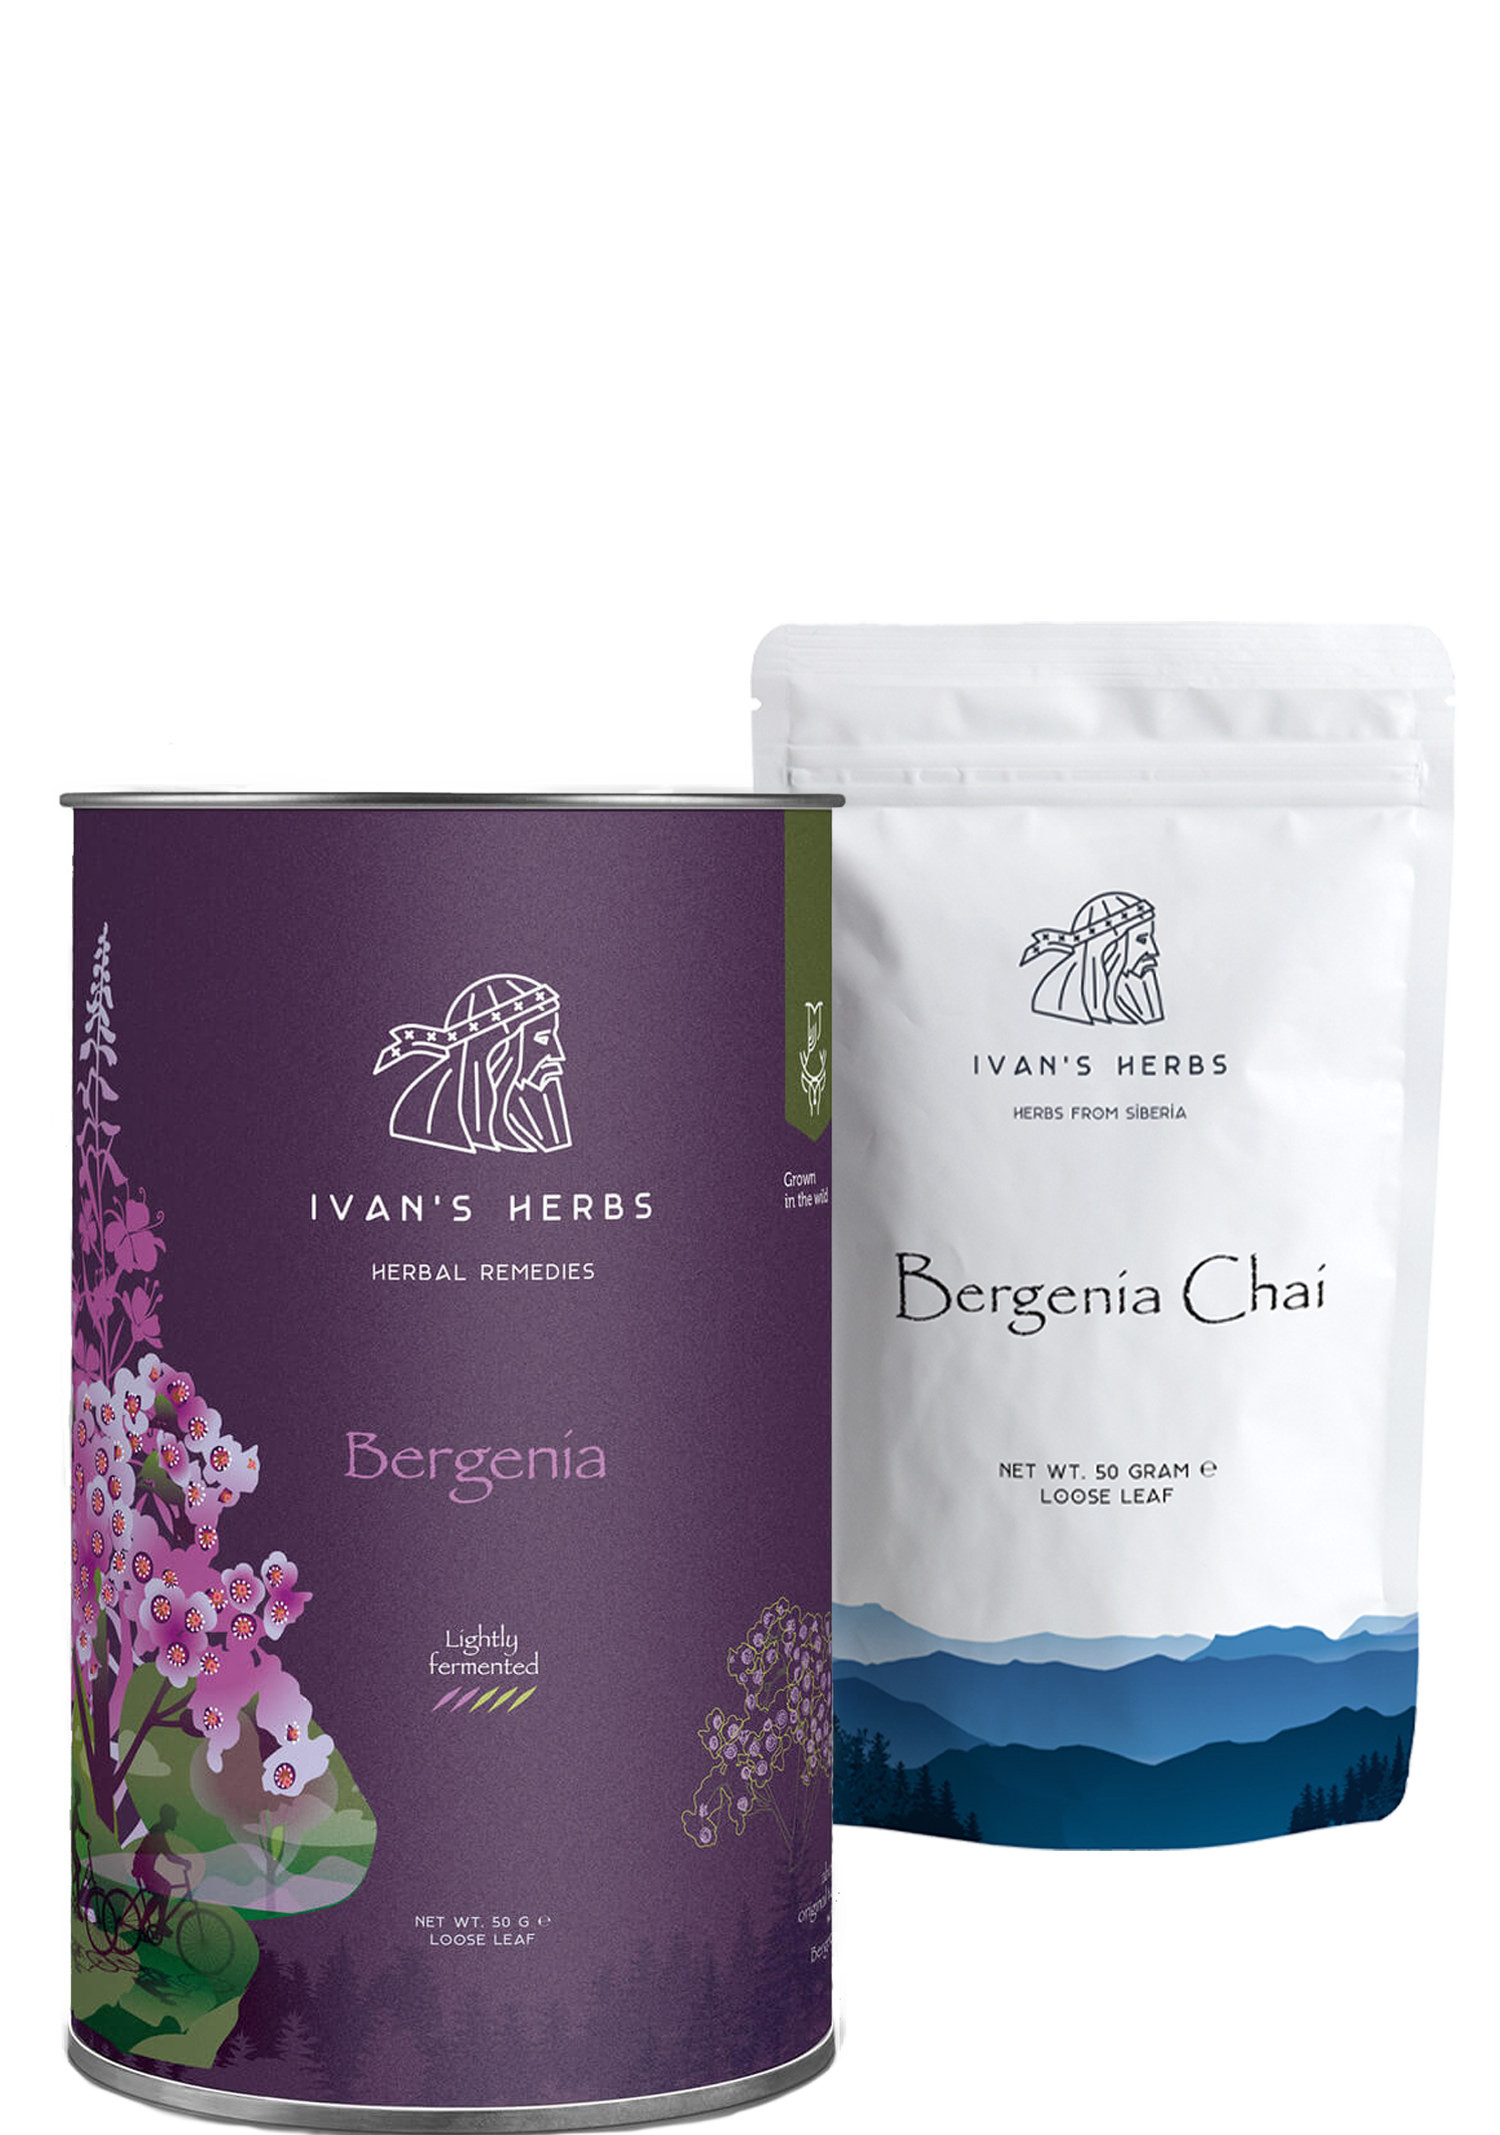 IVAN'S HERBS
HERBAL REMEDIES
Bergenia
Lightly
fermented
NET WT. 50 G ℮
LOOSE LEAF
Grown
in the wild
original
IVAN'S HERBS
HERBS FROM SIBERIA
Bergenia Chai
NET WT. 50 GRAM ℮
LOOSE LEAF